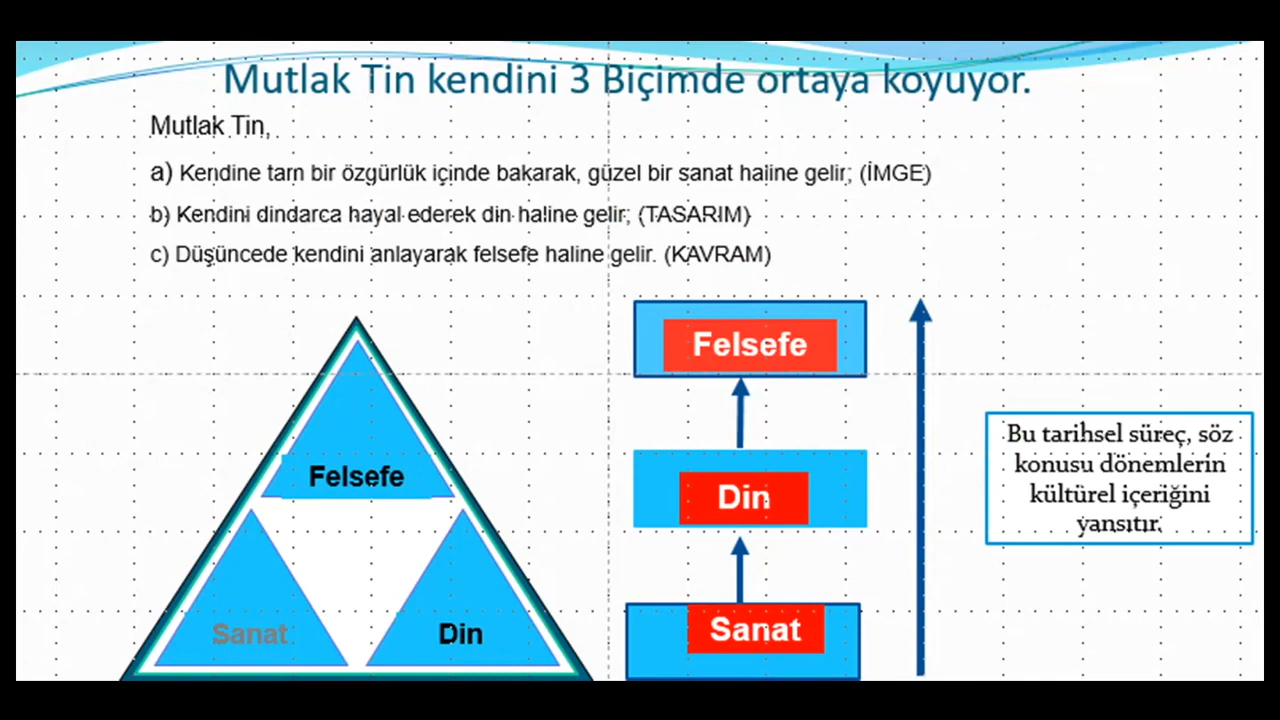 Mutlak Tin kendini 3 Biçimde ortaya koyuyor.
Mutlak Tin,
a) Kendine tam bir özgürlük içinde bakarak, güzel bir sanat haline gelir; (İMGE)
b) Kendini dindarca hayal ederek din haline gelir; (TASARIM)
c) Düşüncede kendini anlayarak felsefe haline gelir. (KAVRAM)
Felsefe
Sanat
Din
Felsefe
Din
Sanat
Bu tarihsel süreç, söz
konusu dönemlerin
kültürel içeriğini
yansıtır.